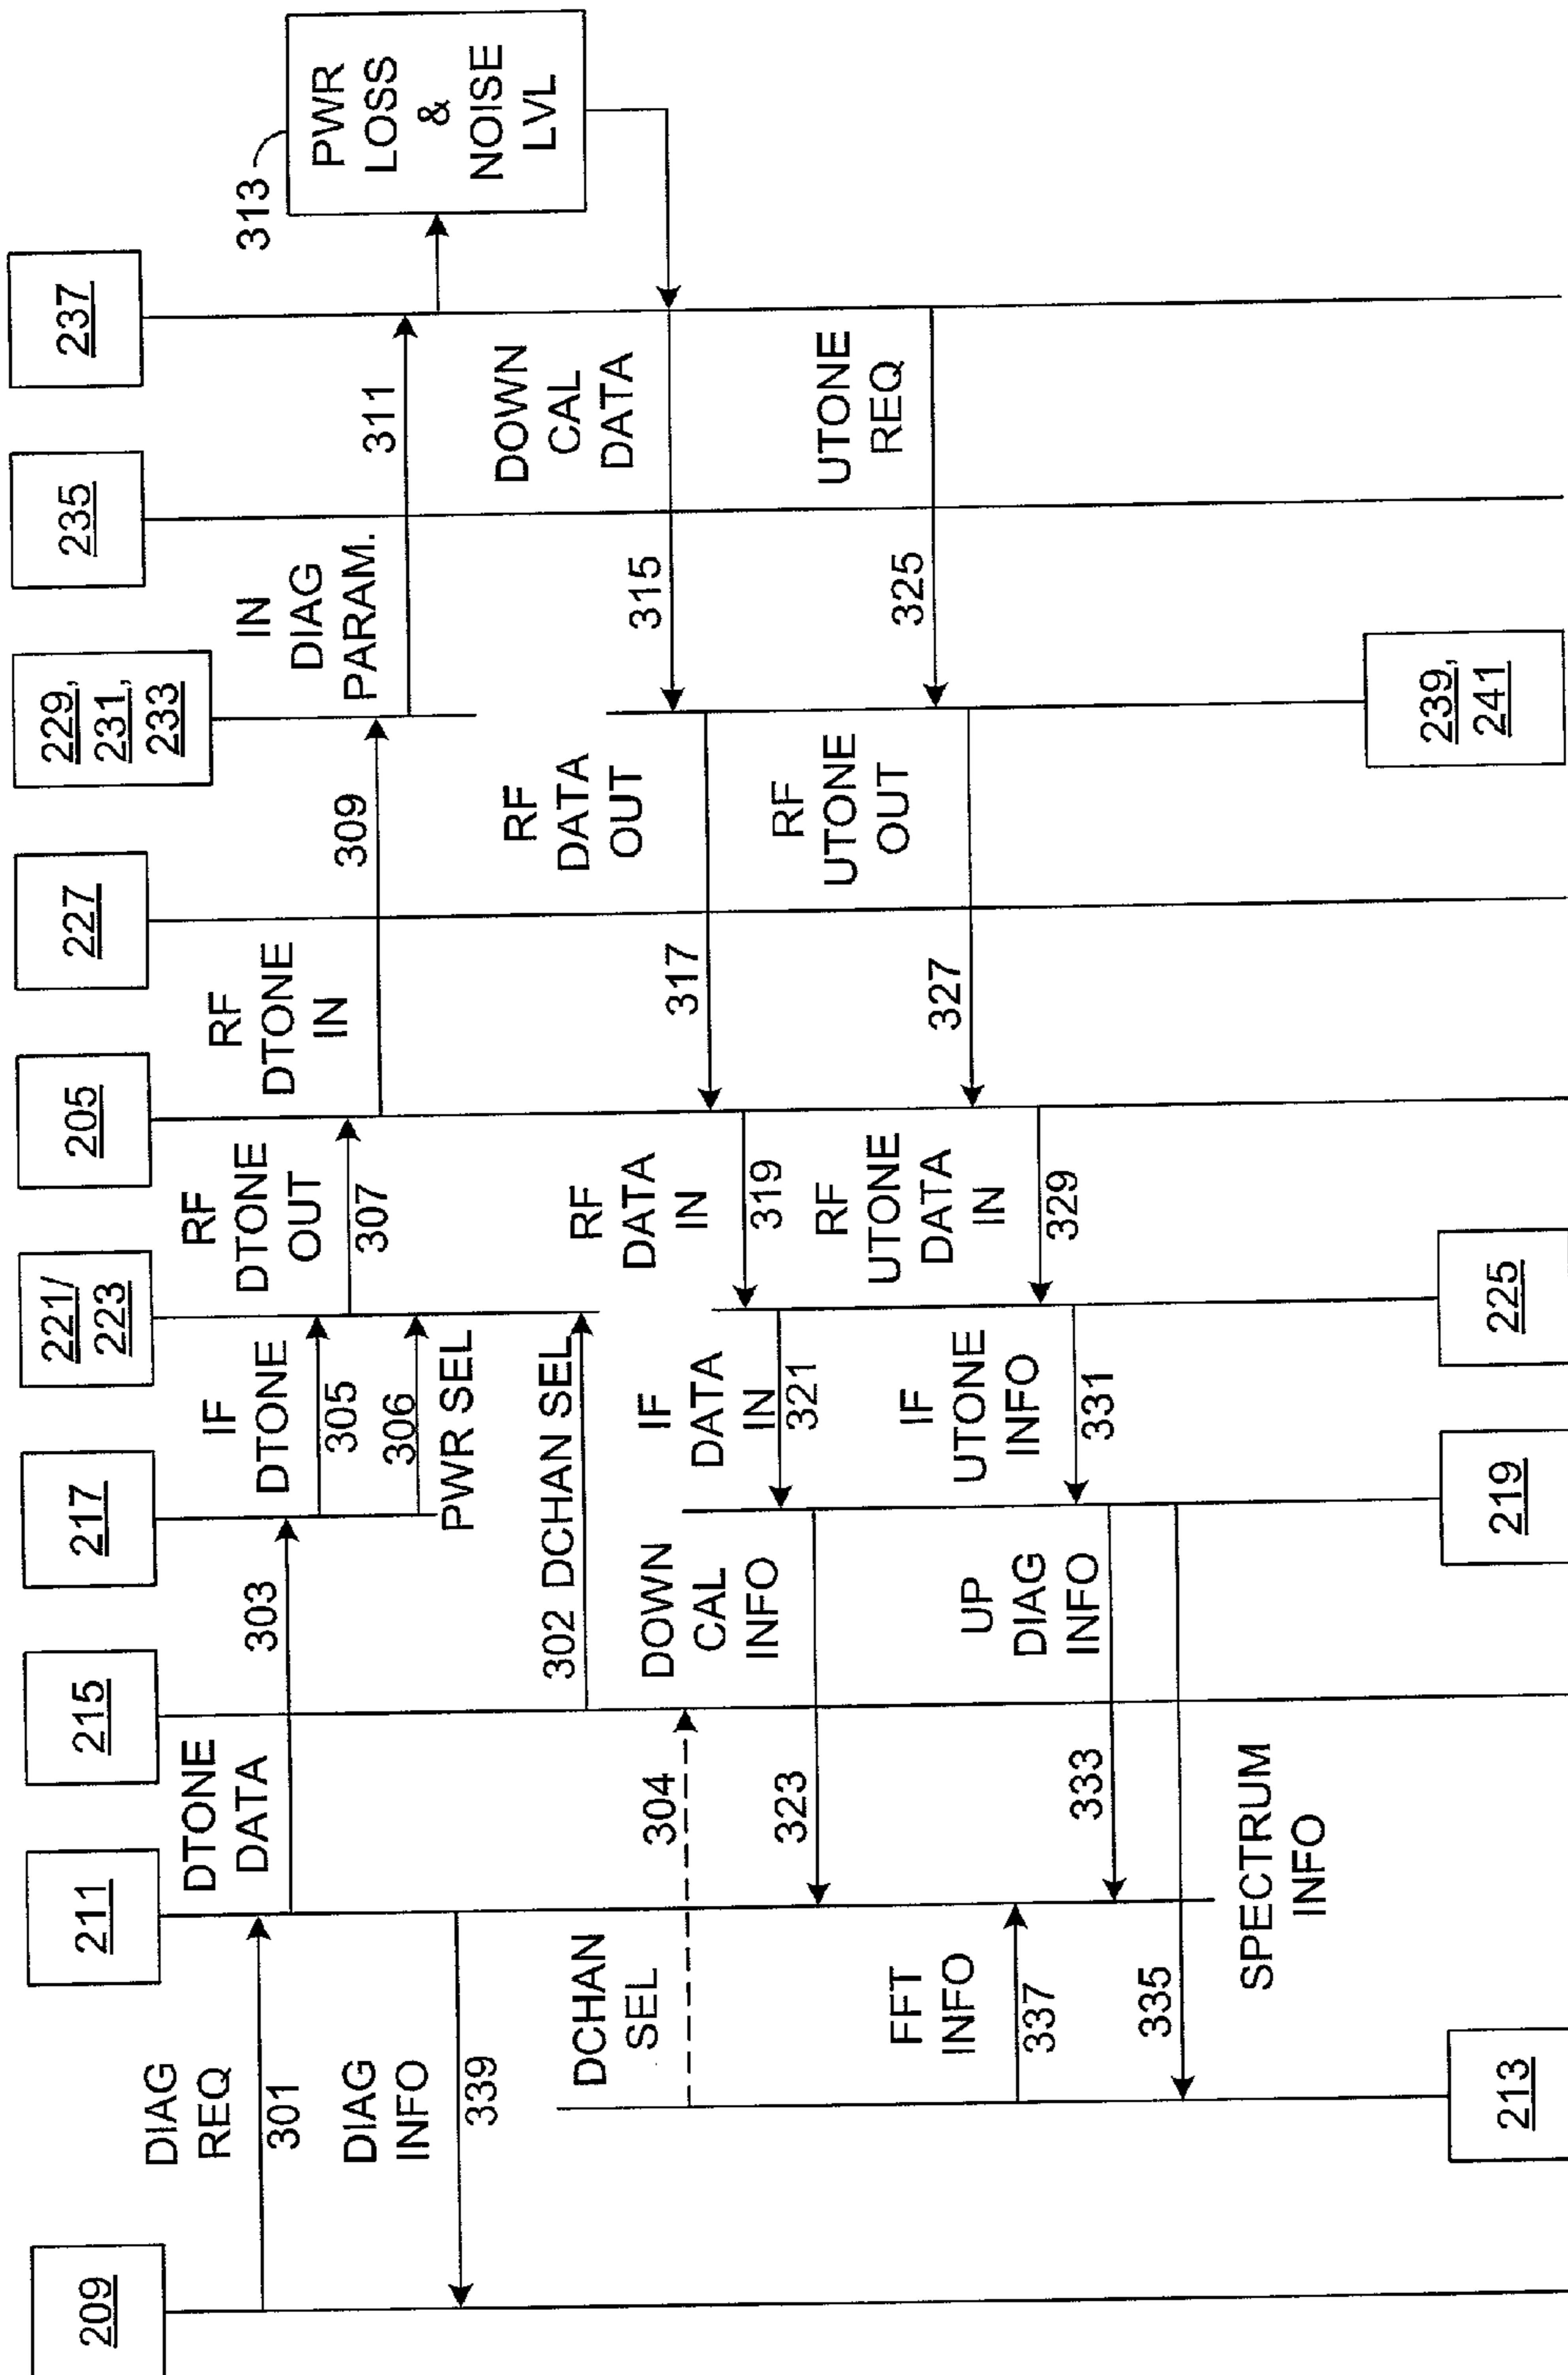 209
211
215
217
221/
223
205
227
229,
231,
233
235
237
313
PWR
LOSS
&
NOISE
LVL
DIAG
REQ
301
DTONE
DATA
303
IF
DTONE
305
306
PWR SEL
RF
DTONE
OUT
307
RF
DTONE
IN
309
IN
DIAG
PARAM.
311
DIAG
INFO
339
302 DCHAN SEL
DCHAN
SEL
304
DOWN
CAL
INFO
323
IF
DATA
IN
321
RF
DATA
IN
319
RF
DATA
OUT
317
DOWN
CAL
DATA
315
FFT
INFO
337
UP
DIAG
INFO
333
IF
UTONE
INFO
331
RF
UTONE
DATA
IN
329
RF
UTONE
OUT
327
UTONE
REQ
325
335
SPECTRUM
INFO
213
219
225
239,
241